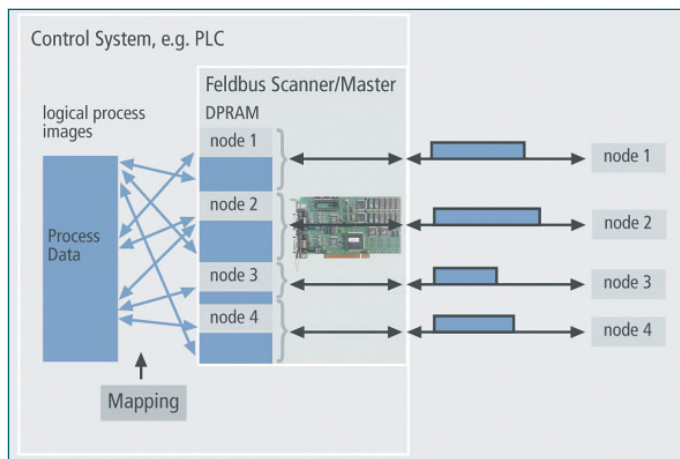 Control System, e.g. PLC
Feldbus Scanner/Master
logical process
images
DPRAM
node 1
node 2
node 3
node 4
Process
Data
Mapping
node 1
node 2
node 3
node 4